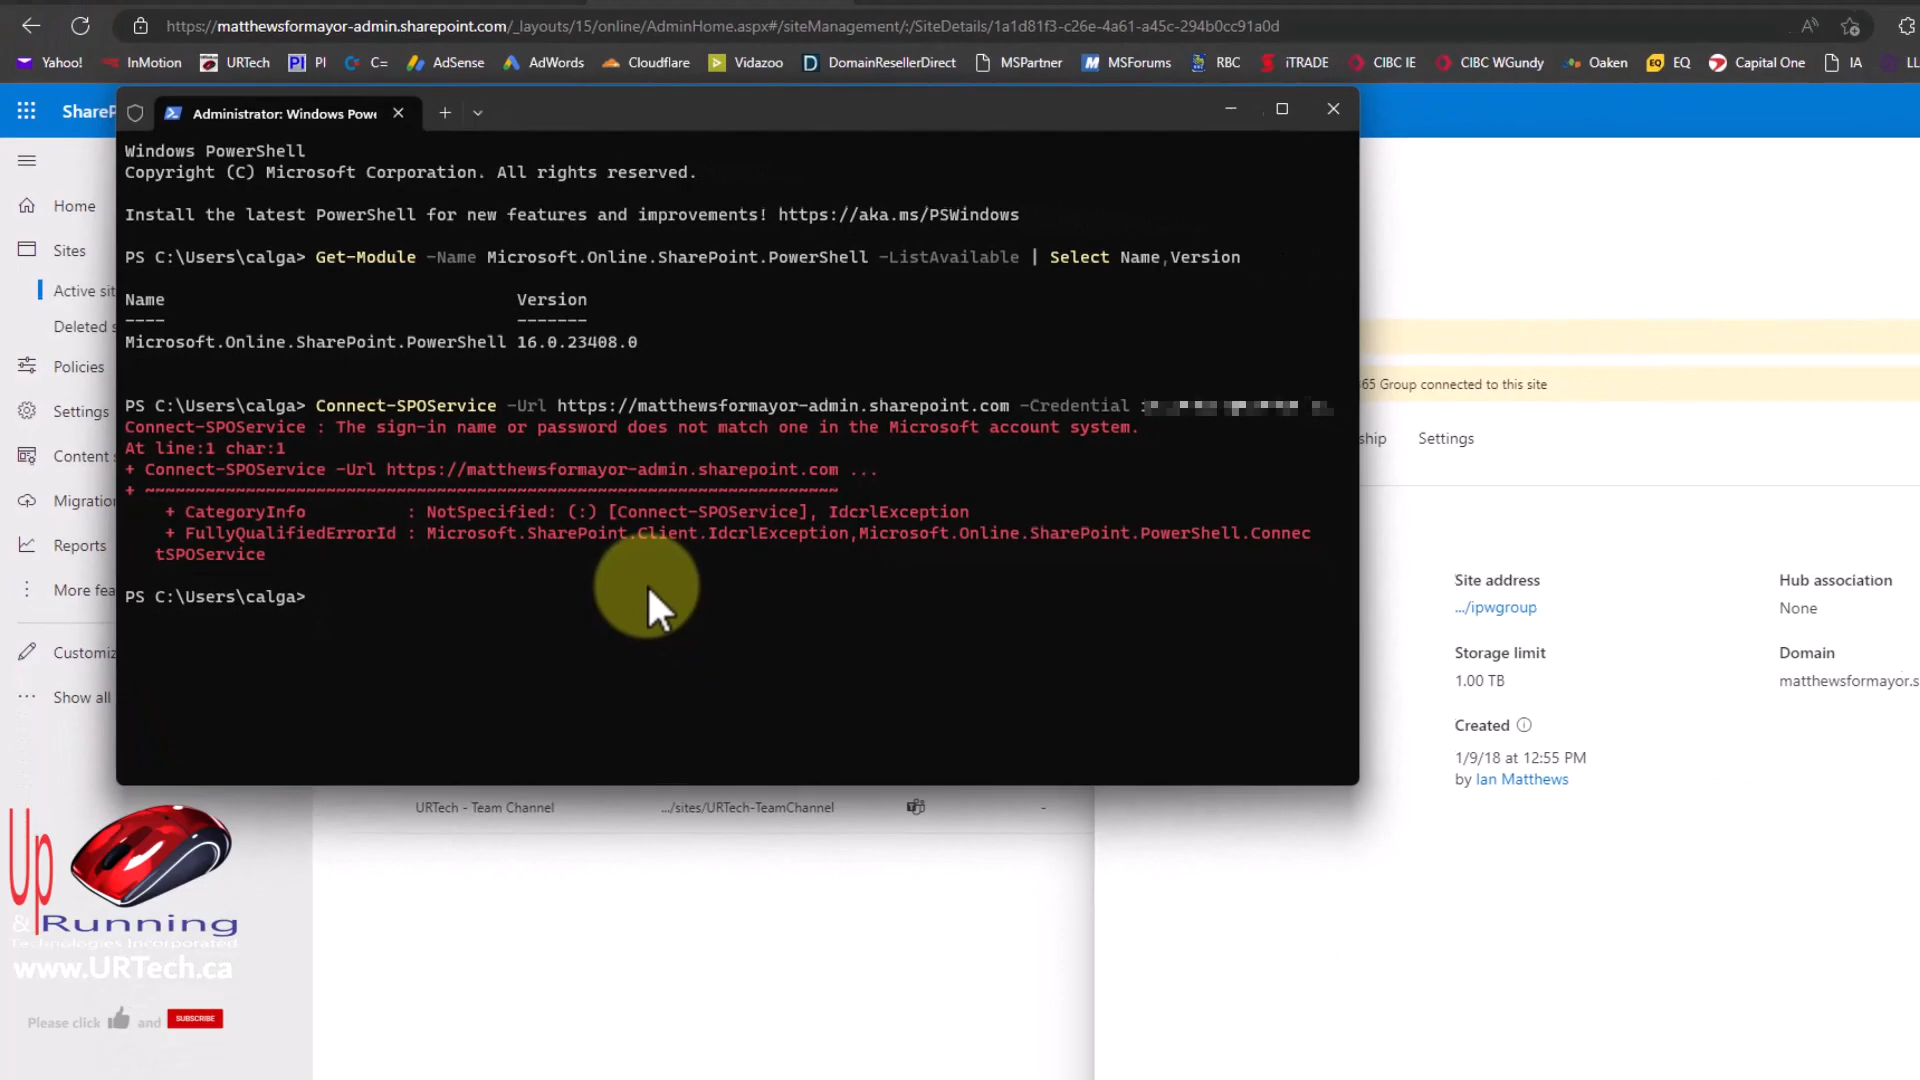 https://matthewsformayor-admin.sharepoint.com/_layouts/15/online/AdminHome.aspx#/siteManagement/:/SiteDetails/1a1d81f3-c26e-4a61-a45c-294b0cc91a0d
Yahoo! InMotion URTech PI C= AdSense AdWords Cloudflare Vidazoo DomainResellerDirect MSPartner MSForums RBC iTRADE CIBC IE CIBC WGundy Oaken EQ Capital One IA LL
ShareP
Administrator: Windows Powe
Windows PowerShell
Copyright (C) Microsoft Corporation. All rights reserved.
Install the latest PowerShell for new features and improvements! https://aka.ms/PSWindows
PS C:\Users\calga> Get-Module -Name Microsoft.Online.SharePoint.PowerShell -ListAvailable | Select Name,Version
Name Version
---- -------
Microsoft.Online.SharePoint.PowerShell 16.0.23408.0
PS C:\Users\calga> Connect-SPOService -Url https://matthewsformayor-admin.sharepoint.com -Credential
Connect-SPOService : The sign-in name or password does not match one in the Microsoft account system.
At line:1 char:1
+ Connect-SPOService -Url https://matthewsformayor-admin.sharepoint.com ...
+ ~~~~~~~~~~~~~~~~~~~~~~~~~~~~~~~~~~~~~~~~~~~~~~~~~~~~~~~~~~~~~~~~~~~~~
+ CategoryInfo : NotSpecified: (:) [Connect-SPOService], IdcrlException
+ FullyQualifiedErrorId : Microsoft.SharePoint.Client.IdcrlException,Microsoft.Online.SharePoint.PowerShell.Connec
tSPOService
PS C:\Users\calga>
Home
Sites
Active sit
Deleted s
Policies
Settings
Content s
Migration
Reports
More fea
Customiz
Show all
65 Group connected to this site
ship Settings
Site address Hub association
.../ipwgroup None
Storage limit Domain
1.00 TB matthewsformayor.s
Created
1/9/18 at 12:55 PM
by Ian Matthews
URTech - Team Channel .../sites/URTech-TeamChannel -
Up
& Running
Technologies Incorporated
www.URTech.ca
Please click and SUBSCRIBE